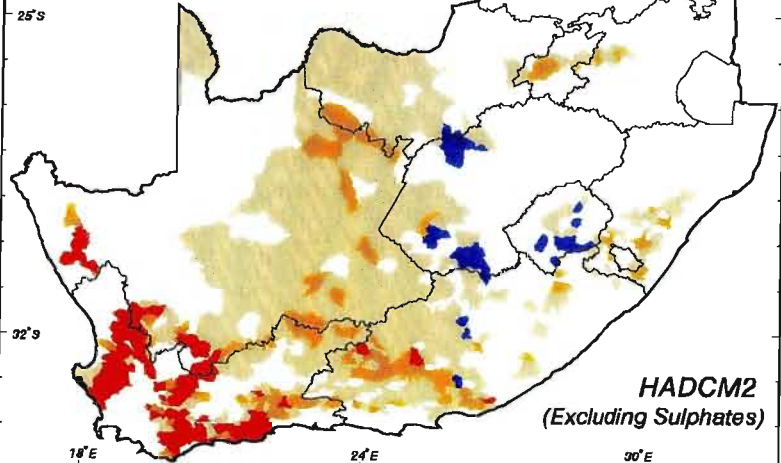 25°S
32°S
HADCM2
(Excluding Sulphates)
18°E
24°E
30°E